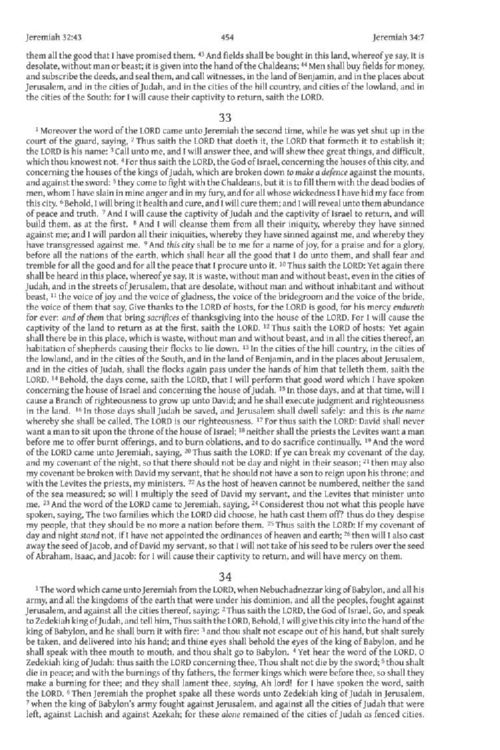 Jeremiah 32:43 454 Jeremiah 34:7
them all the good that I have promised them. 43 And fields shall be bought in this land, whereof ye say, It is
desolate, without man or beast; it is given into the hand of the Chaldeans; 44 Men shall buy fields for money,
and subscribe the deeds, and seal them, and call witnesses, in the land of Benjamin, and in the places about
Jerusalem, and in the cities of Judah, and in the cities of the hill country, and in the cities of the lowland, and in
the cities of the South: for I will cause their captivity to return, saith the LORD.
33
1 Moreover the word of the LORD came unto Jeremiah the second time, while he was yet shut up in the
court of the guard, saying, 2 Thus saith the LORD that doeth it, the LORD that formeth it to establish it;
the LORD is his name: 3 Call unto me, and I will answer thee, and will shew thee great things, and difficult,
which thou knowest not. 4 For thus saith the LORD, the God of Israel, concerning the houses of this city, and
concerning the houses of the kings of Judah, which are broken down to make a defence against the mounts,
and against the sword: 5 they come to fight with the Chaldeans, but it is to fill them with the dead bodies of
men, whom I have slain in mine anger and in my fury, and for all whose wickedness I have hid my face from
this city. 6 Behold, I will bring it health and cure, and I will cure them; and I will reveal unto them abundance
of peace and truth. 7 And I will cause the captivity of Judah and the captivity of Israel to return, and will
build them, as at the first. 8 And I will cleanse them from all their iniquity, whereby they have sinned
against me; and I will pardon all their iniquities, whereby they have sinned against me, and whereby they
have transgressed against me. 9 And this city shall be to me for a name of joy, for a praise and for a glory,
before all the nations of the earth, which shall hear all the good that I do unto them, and shall fear and
tremble for all the good and for all the peace that I procure unto it. 10 Thus saith the LORD: Yet again there
shall be heard in this place, whereof ye say, It is waste, without man and without beast, even in the cities of
Judah, and in the streets of Jerusalem, that are desolate, without man and without inhabitant and without
beast, 11 the voice of joy and the voice of gladness, the voice of the bridegroom and the voice of the bride,
the voice of them that say, Give thanks to the LORD of hosts, for the LORD is good, for his mercy endureth
for ever: and of them that bring sacrifices of thanksgiving into the house of the LORD. For I will cause the
captivity of the land to return as at the first, saith the LORD. 12 Thus saith the LORD of hosts: Yet again
shall there be in this place, which is waste, without man and without beast, and in all the cities thereof, an
habitation of shepherds causing their flocks to lie down. 13 In the cities of the hill country, in the cities of
the lowland, and in the cities of the South, and in the land of Benjamin, and in the places about Jerusalem,
and in the cities of Judah, shall the flocks again pass under the hands of him that telleth them, saith the
LORD. 14 Behold, the days come, saith the LORD, that I will perform that good word which I have spoken
concerning the house of Israel and concerning the house of Judah. 15 In those days, and at that time, will I
cause a Branch of righteousness to grow up unto David; and he shall execute judgment and righteousness
in the land. 16 In those days shall Judah be saved, and Jerusalem shall dwell safely: and this is the name
whereby she shall be called, The LORD is our righteousness. 17 For thus saith the LORD: David shall never
want a man to sit upon the throne of the house of Israel; 18 neither shall the priests the Levites want a man
before me to offer burnt offerings, and to burn oblations, and to do sacrifice continually. 19 And the word
of the LORD came unto Jeremiah, saying, 20 Thus saith the LORD: If ye can break my covenant of the day,
and my covenant of the night, so that there should not be day and night in their season; 21 then may also
my covenant be broken with David my servant, that he should not have a son to reign upon his throne; and
with the Levites the priests, my ministers. 22 As the host of heaven cannot be numbered, neither the sand
of the sea measured; so will I multiply the seed of David my servant, and the Levites that minister unto
me. 23 And the word of the LORD came to Jeremiah, saying, 24 Considerest thou not what this people have
spoken, saying, The two families which the LORD did choose, he hath cast them off? thus do they despise
my people, that they should be no more a nation before them. 25 Thus saith the LORD: If my covenant of
day and night stand not, if I have not appointed the ordinances of heaven and earth; 26 then will I also cast
away the seed of Jacob, and of David my servant, so that I will not take of his seed to be rulers over the seed
of Abraham, Isaac, and Jacob: for I will cause their captivity to return, and will have mercy on them.
34
1 The word which came unto Jeremiah from the LORD, when Nebuchadnezzar king of Babylon, and all his
army, and all the kingdoms of the earth that were under his dominion, and all the peoples, fought against
Jerusalem, and against all the cities thereof, saying: 2 Thus saith the LORD, the God of Israel, Go, and speak
to Zedekiah king of Judah, and tell him, Thus saith the LORD, Behold, I will give this city into the hand of the
king of Babylon, and he shall burn it with fire: 3 and thou shalt not escape out of his hand, but shalt surely
be taken, and delivered into his hand; and thine eyes shall behold the eyes of the king of Babylon, and he
shall speak with thee mouth to mouth, and thou shalt go to Babylon. 4 Yet hear the word of the LORD, O
Zedekiah king of Judah: thus saith the LORD concerning thee, Thou shalt not die by the sword; 5 thou shalt
die in peace; and with the burnings of thy fathers, the former kings which were before thee, so shall they
make a burning for thee; and they shall lament thee, saying, Ah lord! for I have spoken the word, saith
the LORD. 6 Then Jeremiah the prophet spake all these words unto Zedekiah king of Judah in Jerusalem,
7 when the king of Babylon's army fought against Jerusalem, and against all the cities of Judah that were
left, against Lachish and against Azekah; for these alone remained of the cities of Judah as fenced cities.